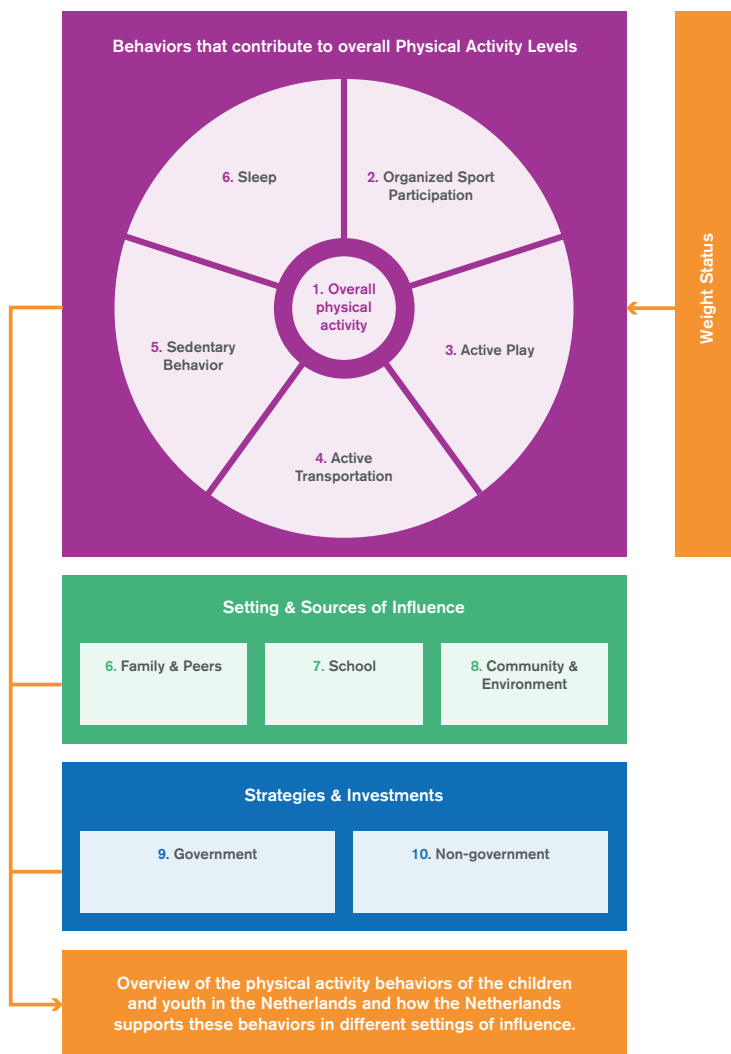 Behaviors that contribute to overall Physical Activity Levels
6. Sleep
2. Organized Sport
Participation
1. Overall
physical
activity
5. Sedentary
Behavior
3. Active Play
4. Active
Transportation
Weight Status
Setting & Sources of Influence
6. Family & Peers
7. School
8. Community &
Environment
Strategies & Investments
9. Government
10. Non-government
Overview of the physical activity behaviors of the children
and youth in the Netherlands and how the Netherlands
supports these behaviors in different settings of influence.